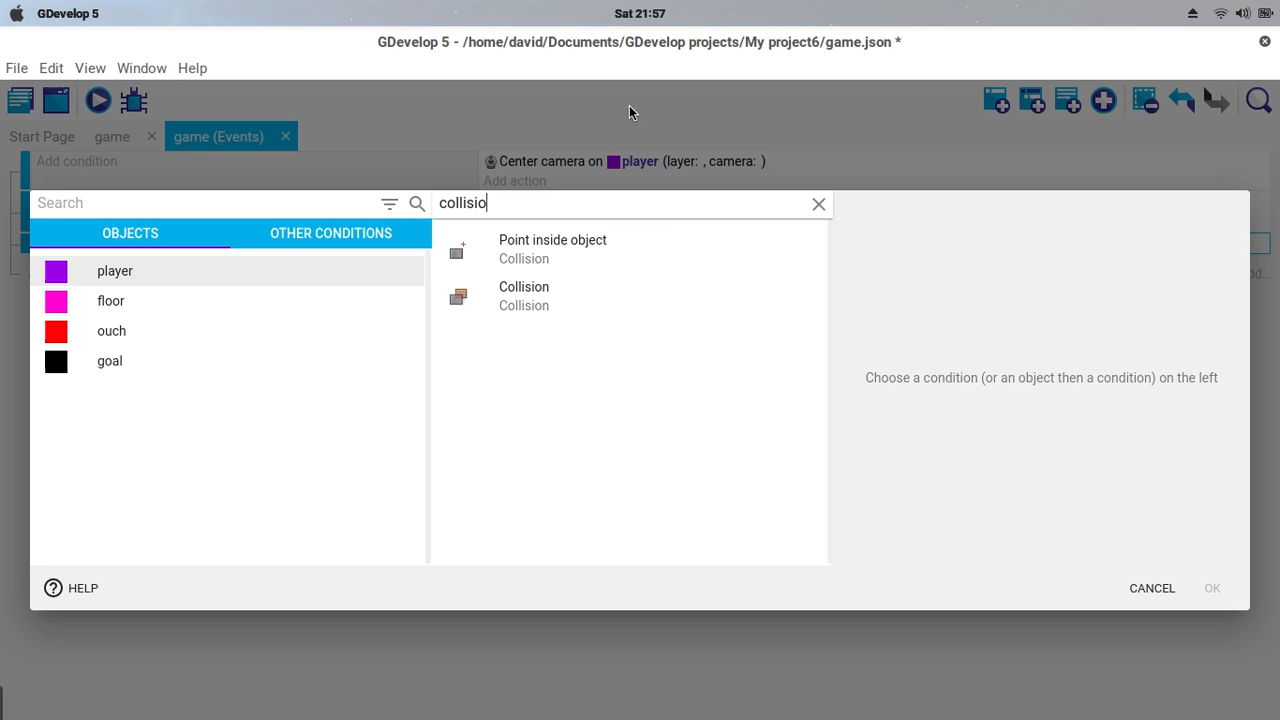 GDevelop 5
Sat 21:57
GDevelop 5 - /home/david/Documents/GDevelop projects/My project6/game.json *
File Edit View Window Help
Start Page game game (Events)
Add condition
Center camera on player (layer: , camera: )
Add action
Search
collisio
OBJECTS
OTHER CONDITIONS
player
floor
ouch
goal
Point inside object
Collision
Collision
Collision
dd...
Choose a condition (or an object then a condition) on the left
HELP
CANCEL
OK